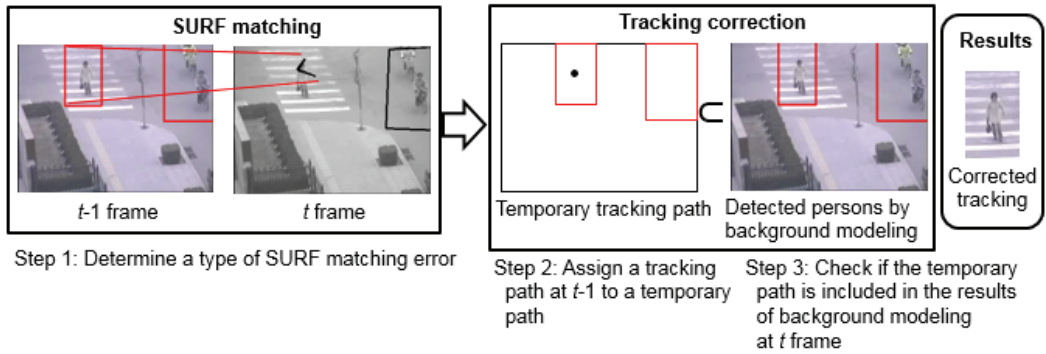 SURF matching
t-1 frame
t frame
Step 1: Determine a type of SURF matching error
Tracking correction
⊂
Temporary tracking path
Detected persons by
background modeling
Step 2: Assign a tracking
path at t-1 to a temporary
path
Step 3: Check if the temporary
path is included in the results
of background modeling
at t frame
Results
Corrected
tracking